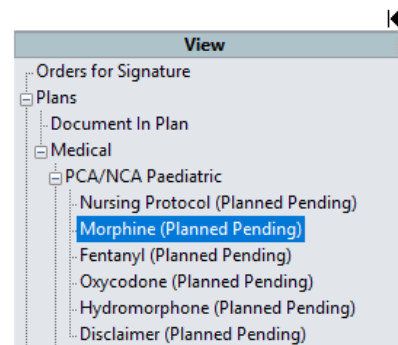 View
Orders for Signature
Plans
Document In Plan
Medical
PCA/NCA Paediatric
Nursing Protocol (Planned Pending)
Morphine (Planned Pending)
Fentanyl (Planned Pending)
Oxycodone (Planned Pending)
Hydromorphone (Planned Pending)
Disclaimer (Planned Pending)